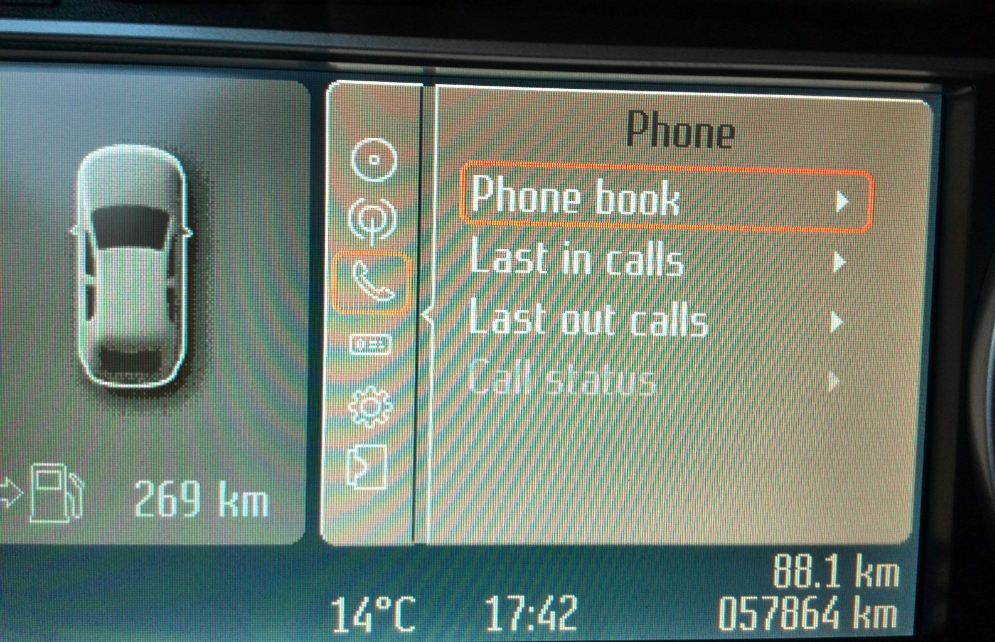 Phone
Phone book
Last in calls
Last out calls
Call status
269 km
88.1 km
14°C 17:42 057864 km